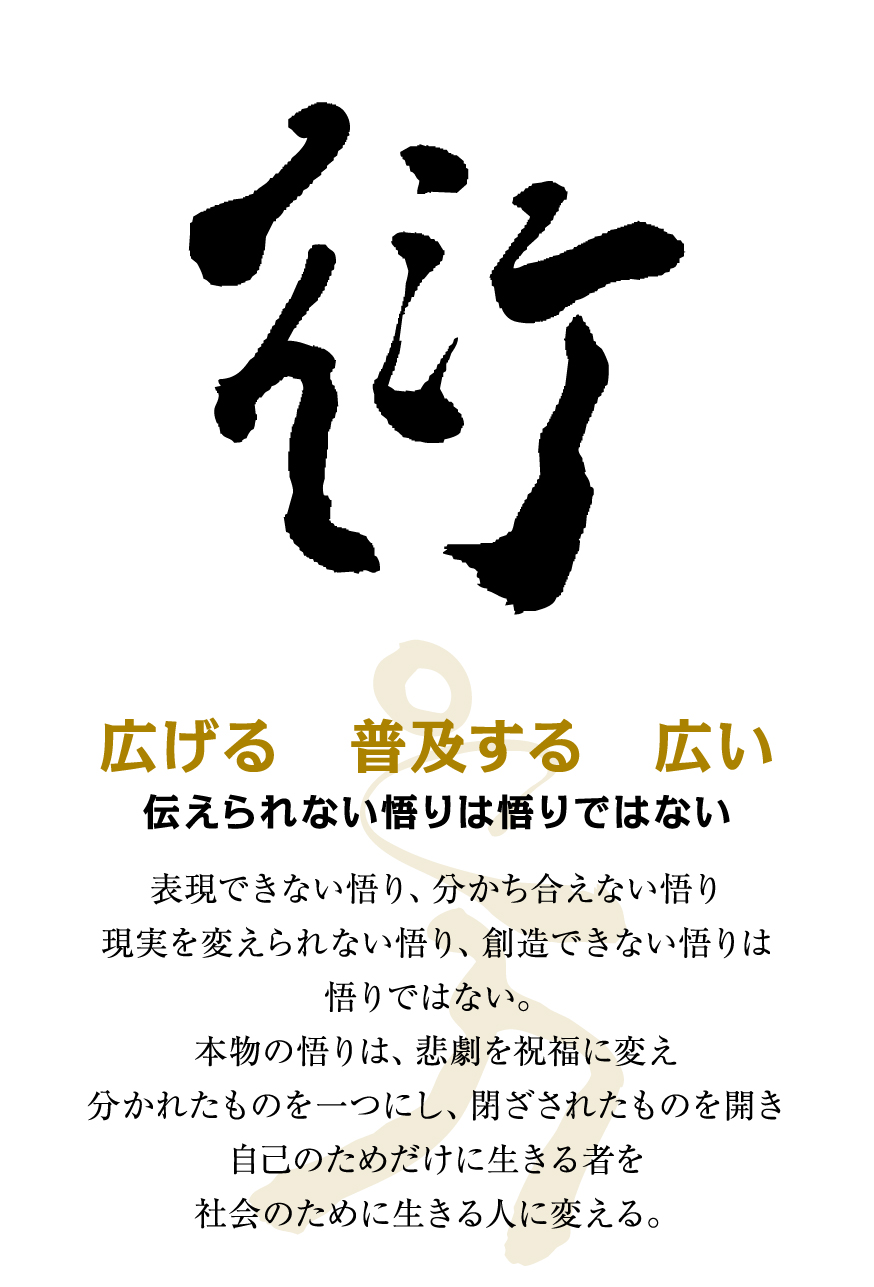 衍
広げる　普及する　広い
伝えられない悟りは悟りではない
表現できない悟り、分かち合えない悟り
現実を変えられない悟り、創造できない悟りは
悟りではない。
本物の悟りは、悲劇を祝福に変え
分かれたものを一つにし、閉ざされたものを開き
自己のためだけに生きる者を
社会のために生きる人に変える。